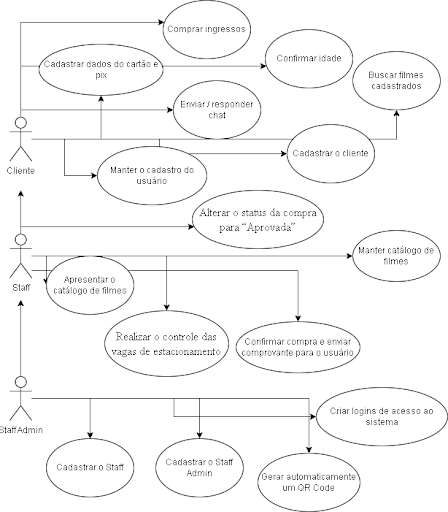 Comprar ingressos
Cadastrar dados do cartão e
pix
Confirmar idade
Buscar filmes
cadastrados
Enviar / responder
chat
Cliente
Manter o cadastro do
usuário
Cadastrar o cliente
Alterar o status da compra
para “Aprovada”
Staff
Manter catálogo de
filmes
Apresentar o
catálogo de filmes
Realizar o controle das
vagas de estacionamento
Confirmar compra e enviar
comprovante para o usuário
Staff Admin
Criar logins de acesso ao
sistema
Cadastrar o Staff
Cadastrar o Staff
Admin
Gerar automaticamente
um QR Code